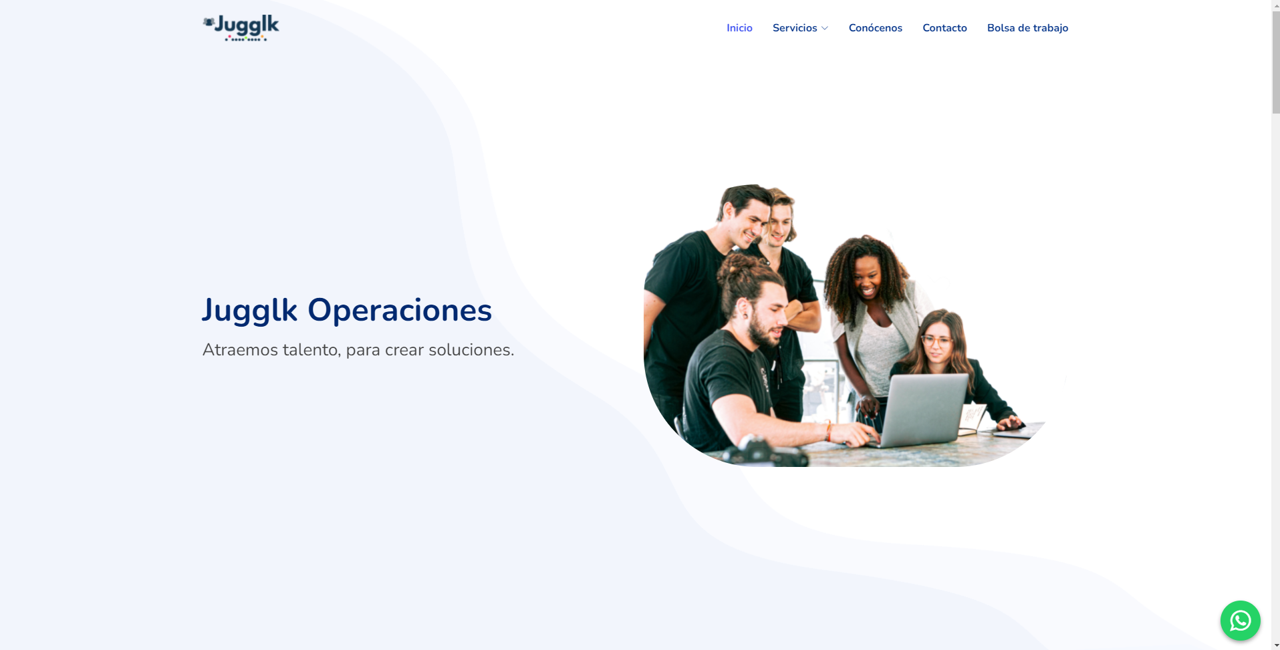 Jugglk
Inicio
Servicios
Conócenos
Contacto
Bolsa de trabajo
Jugglk Operaciones
Atraemos talento, para crear soluciones.